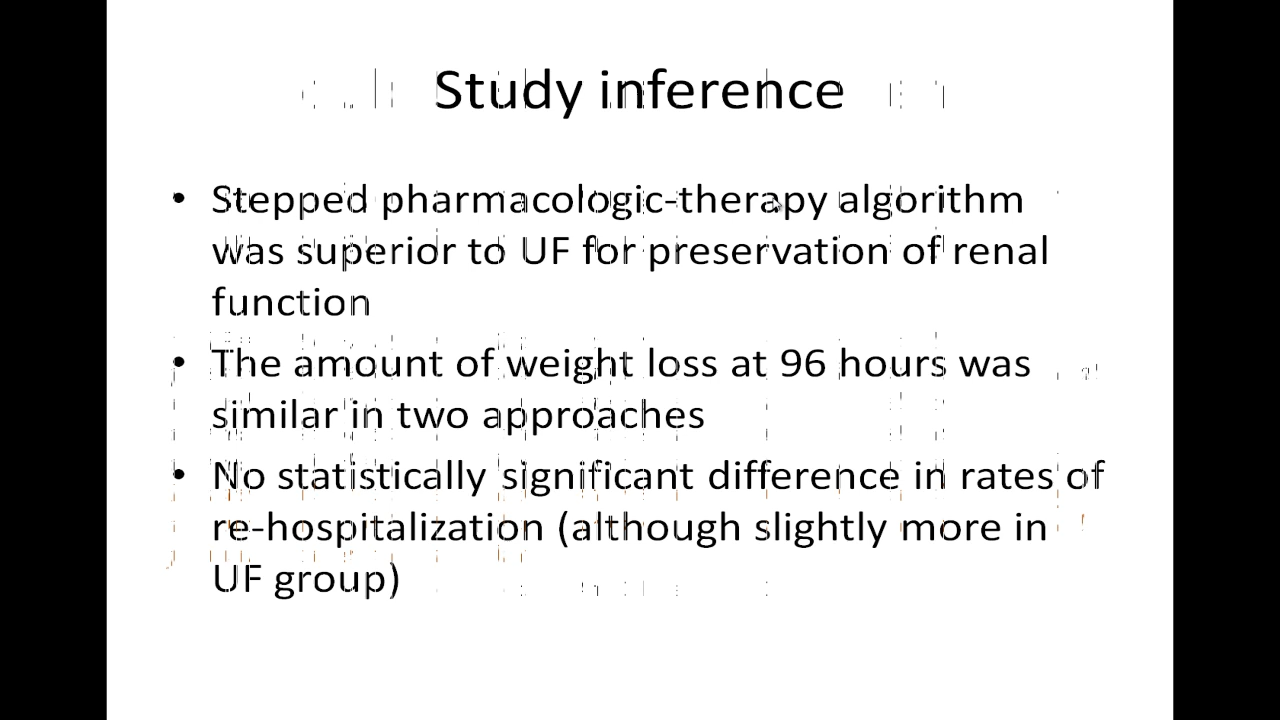 Study inference
• Stepped pharmacologic-therapy algorithm
was superior to UF for preservation of renal
function
• The amount of weight loss at 96 hours was
similar in two approaches
• No statistically significant difference in rates of
re-hospitalization (although slightly more in
UF group)